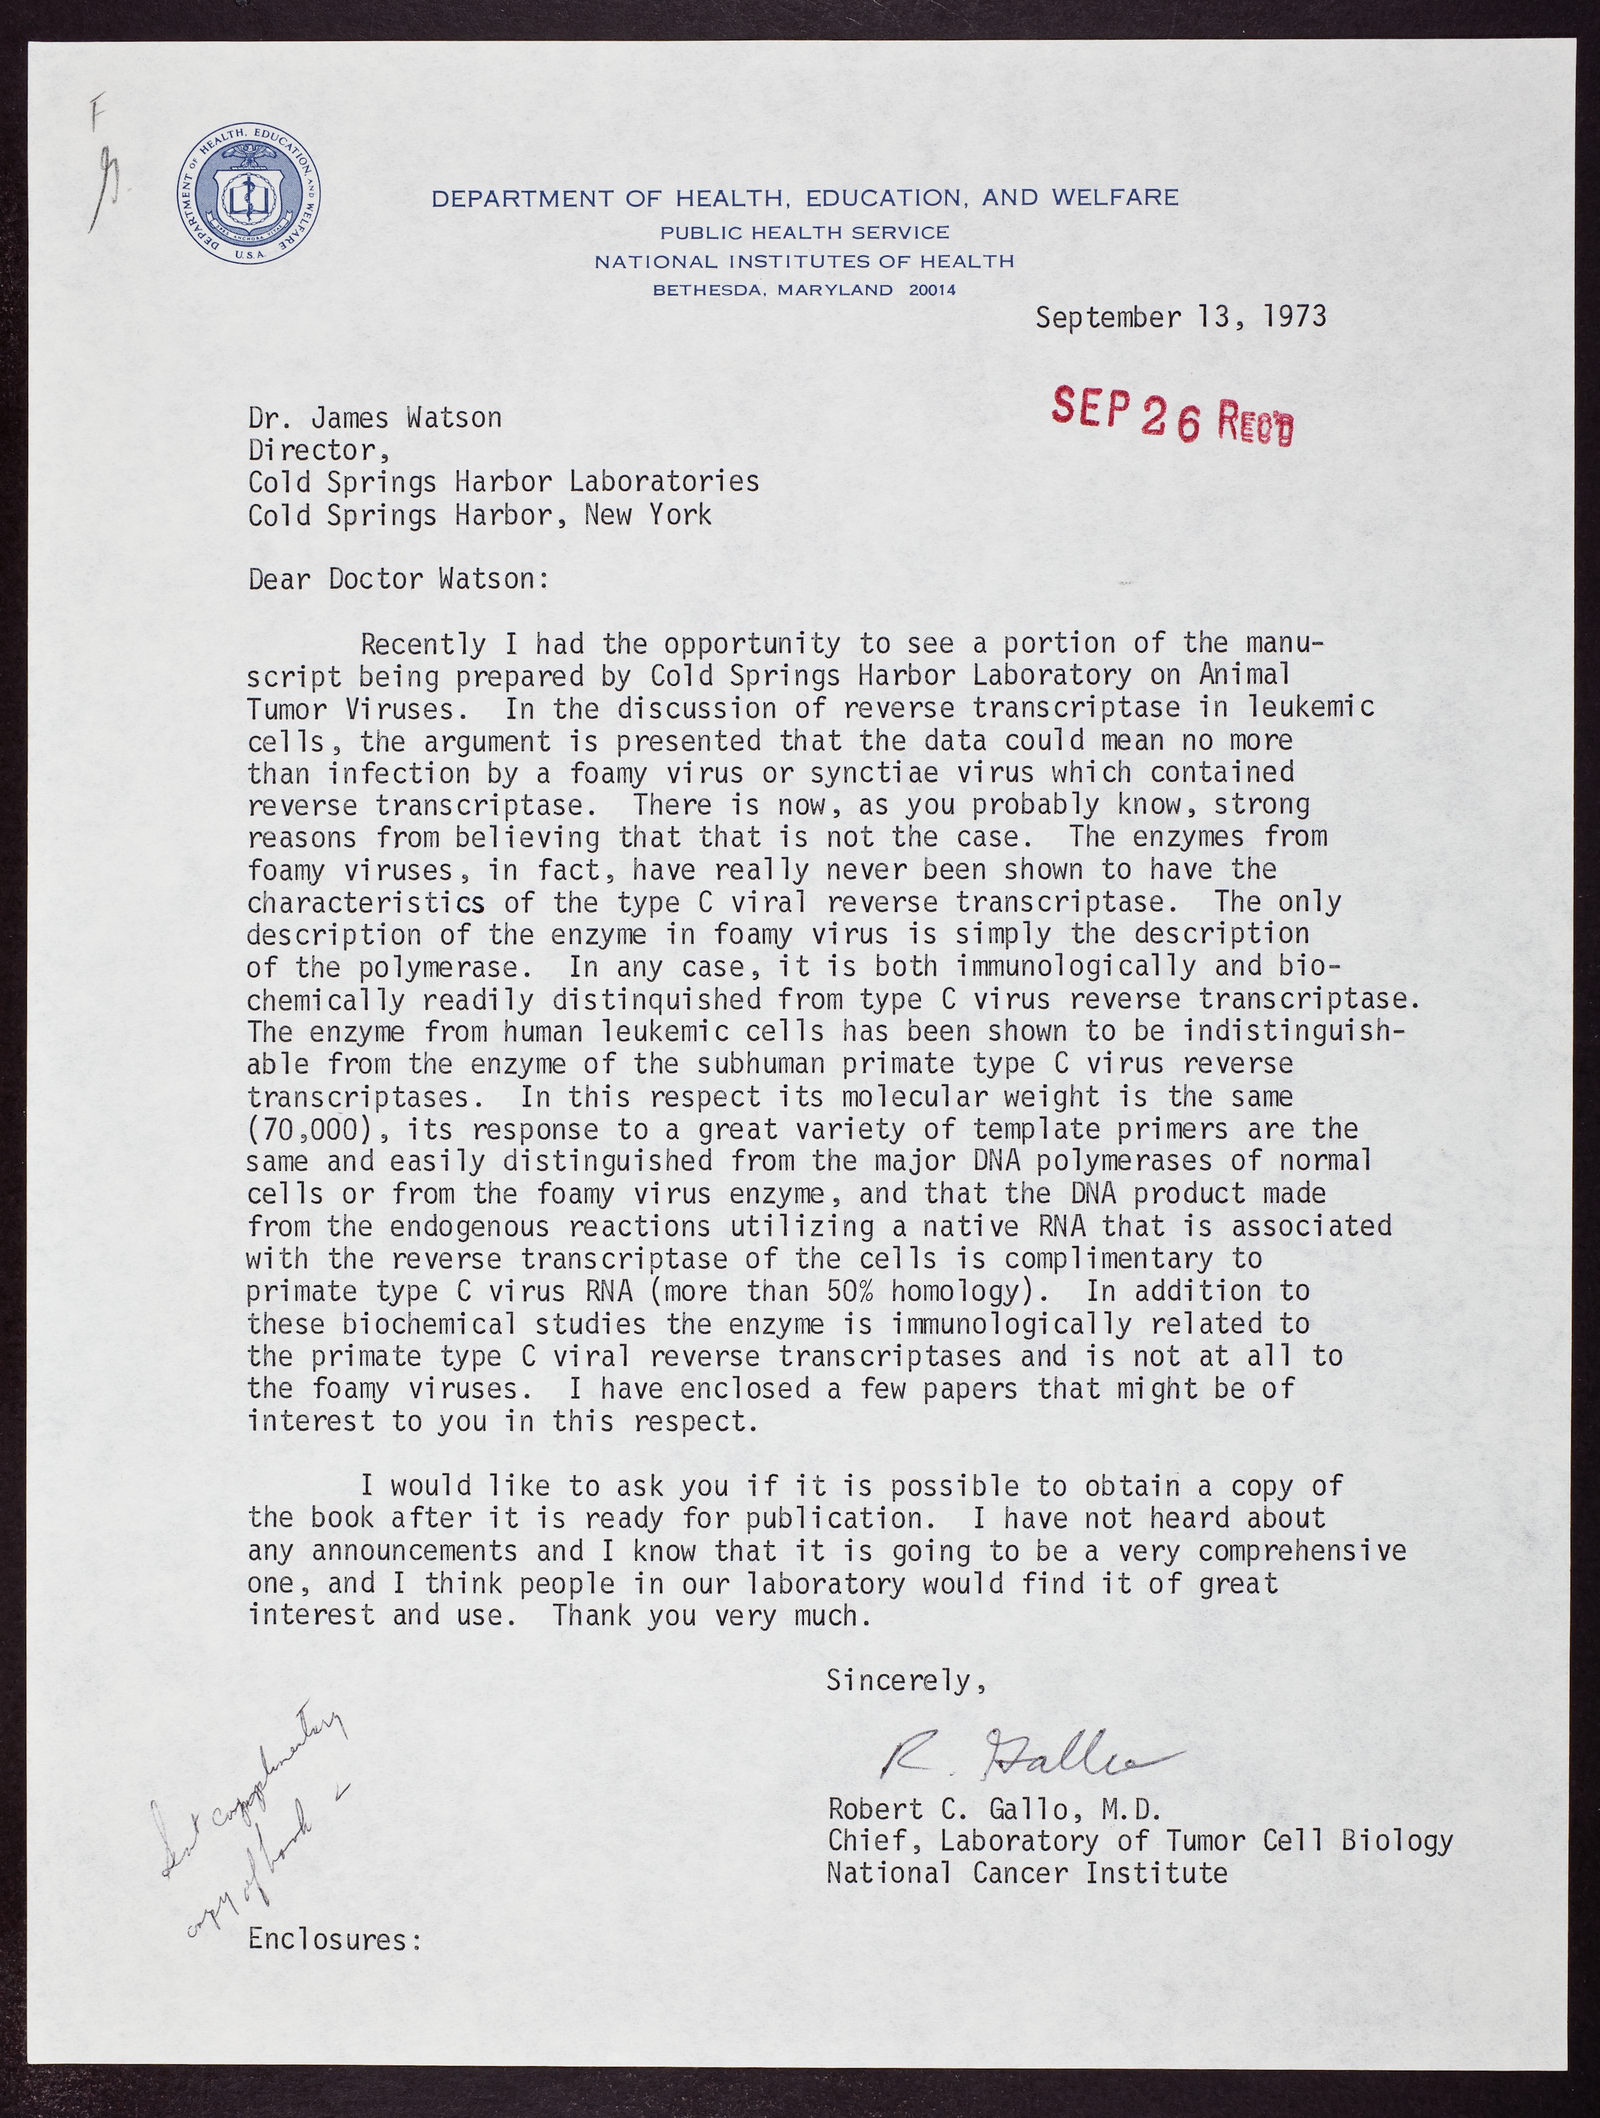 F
DEPARTMENT OF HEALTH, EDUCATION, AND WELFARE
U.S.A.
DEPARTMENT OF HEALTH, EDUCATION, AND WELFARE
PUBLIC HEALTH SERVICE
NATIONAL INSTITUTES OF HEALTH
BETHESDA, MARYLAND 20014
September 13, 1973
SEP 26 REC'D
Dr. James Watson
Director,
Cold Springs Harbor Laboratories
Cold Springs Harbor, New York
Dear Doctor Watson:
Recently I had the opportunity to see a portion of the manu-
script being prepared by Cold Springs Harbor Laboratory on Animal
Tumor Viruses. In the discussion of reverse transcriptase in leukemic
cells, the argument is presented that the data could mean no more
than infection by a foamy virus or synctiae virus which contained
reverse transcriptase. There is now, as you probably know, strong
reasons from believing that that is not the case. The enzymes from
foamy viruses, in fact, have really never been shown to have the
characteristics of the type C viral reverse transcriptase. The only
description of the enzyme in foamy virus is simply the description
of the polymerase. In any case, it is both immunologically and bio-
chemically readily distinquished from type C virus reverse transcriptase.
The enzyme from human leukemic cells has been shown to be indistinguish-
able from the enzyme of the subhuman primate type C virus reverse
transcriptases. In this respect its molecular weight is the same
(70,000), its response to a great variety of template primers are the
same and easily distinguished from the major DNA polymerases of normal
cells or from the foamy virus enzyme, and that the DNA product made
from the endogenous reactions utilizing a native RNA that is associated
with the reverse transcriptase of the cells is complimentary to
primate type C virus RNA (more than 50% homology). In addition to
these biochemical studies the enzyme is immunologically related to
the primate type C viral reverse transcriptases and is not at all to
the foamy viruses. I have enclosed a few papers that might be of
interest to you in this respect.
I would like to ask you if it is possible to obtain a copy of
the book after it is ready for publication. I have not heard about
any announcements and I know that it is going to be a very comprehensive
one, and I think people in our laboratory would find it of great
interest and use. Thank you very much.
Sincerely,
R. Gallo
Robert C. Gallo, M.D.
Chief, Laboratory of Tumor Cell Biology
National Cancer Institute
Sent complimentary
copy of book
Enclosures: